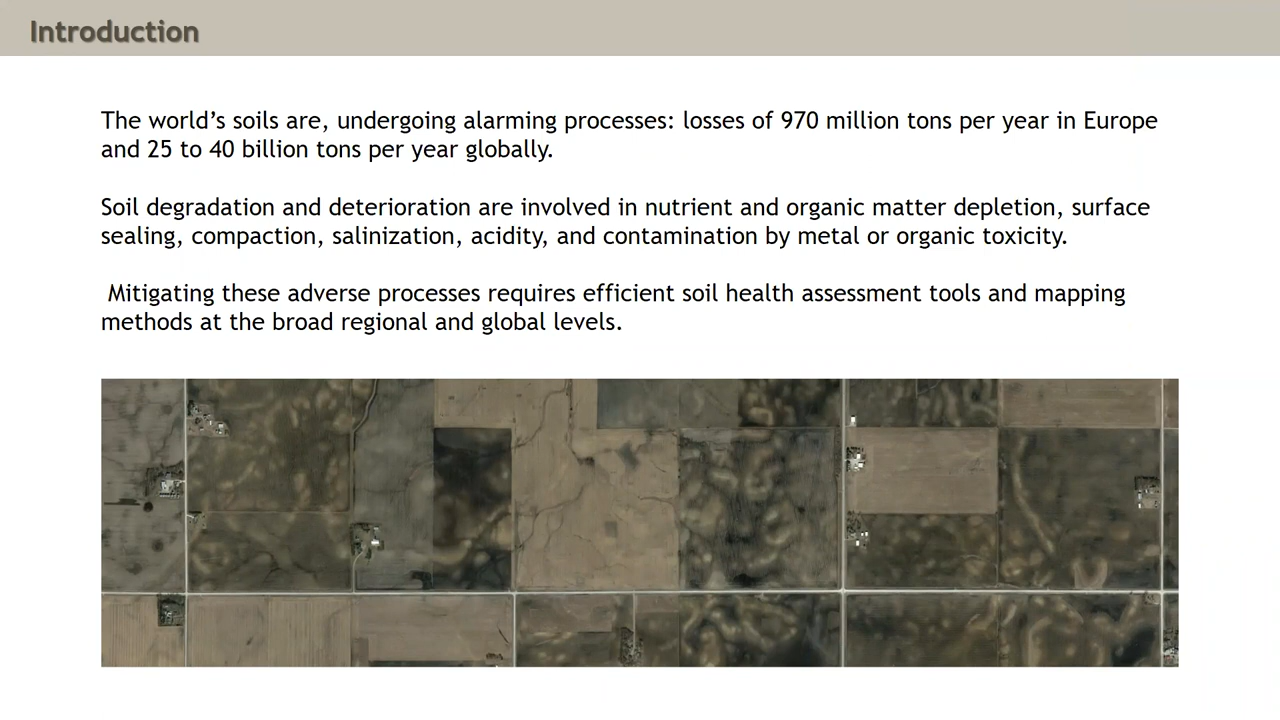 Introduction
The world’s soils are, undergoing alarming processes: losses of 970 million tons per year in Europe
and 25 to 40 billion tons per year globally.
Soil degradation and deterioration are involved in nutrient and organic matter depletion, surface
sealing, compaction, salinization, acidity, and contamination by metal or organic toxicity.
Mitigating these adverse processes requires efficient soil health assessment tools and mapping
methods at the broad regional and global levels.